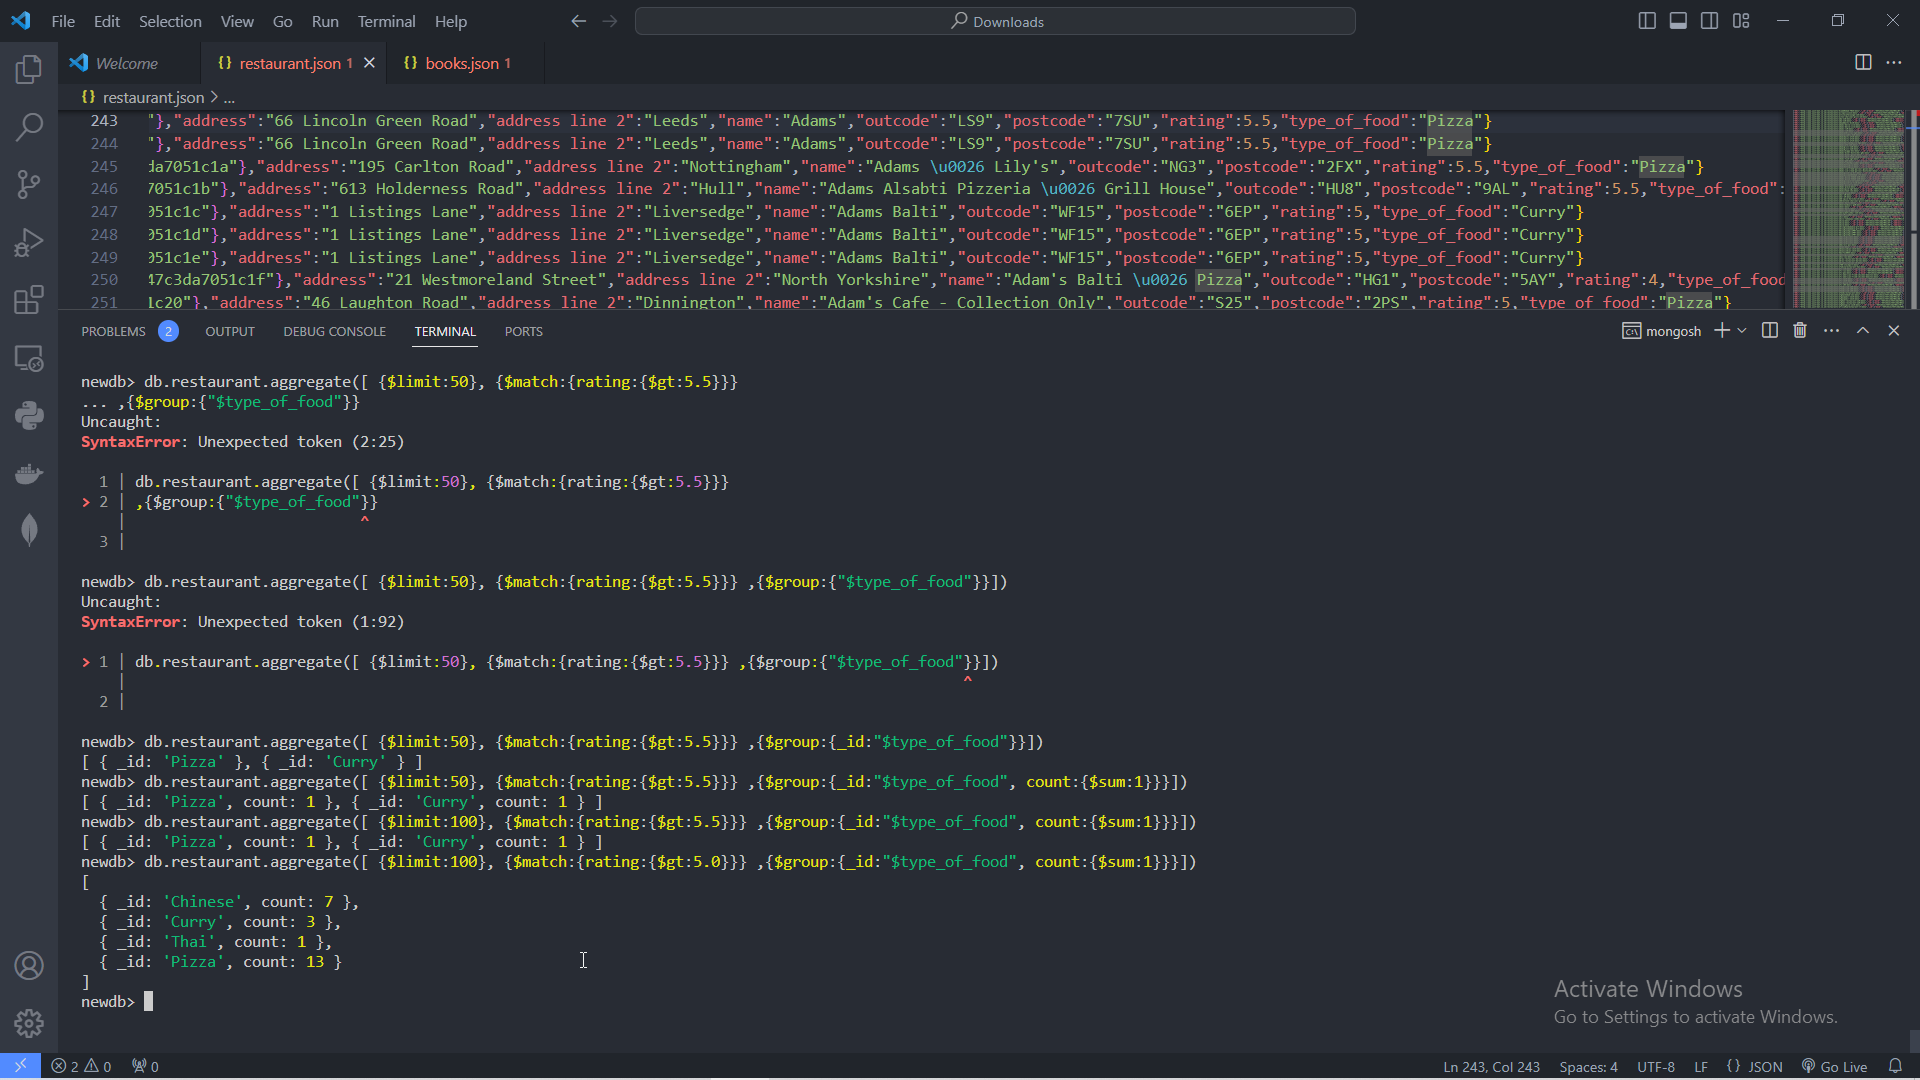 File Edit Selection View Go Run Terminal Help Downloads
Welcome {} restaurant.json 1 {} books.json 1
{} restaurant.json > ...
243 "},"address":"66 Lincoln Green Road","address line 2":"Leeds","name":"Adams","outcode":"LS9","postcode":"7SU","rating":5.5,"type_of_food":"Pizza"}
244 "},"address":"66 Lincoln Green Road","address line 2":"Leeds","name":"Adams","outcode":"LS9","postcode":"7SU","rating":5.5,"type_of_food":"Pizza"}
245 da7051c1a"},"address":"195 Carlton Road","address line 2":"Nottingham","name":"Adams \u0026 Lily's","outcode":"NG3","postcode":"2FX","rating":5.5,"type_of_food":"Pizza"}
246 7051c1b"},"address":"613 Holderness Road","address line 2":"Hull","name":"Adams Alsabti Pizzeria \u0026 Grill House","outcode":"HU8","postcode":"9AL","rating":5.5,"type_of_food":
247 051c1c"},"address":"1 Listings Lane","address line 2":"Liversedge","name":"Adams Balti","outcode":"WF15","postcode":"6EP","rating":5,"type_of_food":"Curry"}
248 051c1d"},"address":"1 Listings Lane","address line 2":"Liversedge","name":"Adams Balti","outcode":"WF15","postcode":"6EP","rating":5,"type_of_food":"Curry"}
249 051c1e"},"address":"1 Listings Lane","address line 2":"Liversedge","name":"Adams Balti","outcode":"WF15","postcode":"6EP","rating":5,"type_of_food":"Curry"}
250 47c3da7051c1f"},"address":"21 Westmoreland Street","address line 2":"North Yorkshire","name":"Adam's Balti \u0026 Pizza","outcode":"HG1","postcode":"5AY","rating":4,"type_of_food
251 1c20"},"address":"46 Laughton Road","address line 2":"Dinnington","name":"Adam's Cafe - Collection Only","outcode":"S25","postcode":"2PS","rating":5,"type_of_food":"Pizza"}
PROBLEMS 2 OUTPUT DEBUG CONSOLE TERMINAL PORTS mongosh
newdb> db.restaurant.aggregate([ {$limit:50}, {$match:{rating:{$gt:5.5}}}
... ,{$group:{"$type_of_food"}}
Uncaught:
SyntaxError: Unexpected token (2:25)
1 | db.restaurant.aggregate([ {$limit:50}, {$match:{rating:{$gt:5.5}}}
> 2 | ,{$group:{"$type_of_food"}}
| ^
3 |
newdb> db.restaurant.aggregate([ {$limit:50}, {$match:{rating:{$gt:5.5}}} ,{$group:{"$type_of_food"}}])
Uncaught:
SyntaxError: Unexpected token (1:92)
> 1 | db.restaurant.aggregate([ {$limit:50}, {$match:{rating:{$gt:5.5}}} ,{$group:{"$type_of_food"}}])
| ^
2 |
newdb> db.restaurant.aggregate([ {$limit:50}, {$match:{rating:{$gt:5.5}}} ,{$group:{_id:"$type_of_food"}}])
[ { _id: 'Pizza' }, { _id: 'Curry' } ]
newdb> db.restaurant.aggregate([ {$limit:50}, {$match:{rating:{$gt:5.5}}} ,{$group:{_id:"$type_of_food", count:{$sum:1}}}])
[ { _id: 'Pizza', count: 1 }, { _id: 'Curry', count: 1 } ]
newdb> db.restaurant.aggregate([ {$limit:100}, {$match:{rating:{$gt:5.5}}} ,{$group:{_id:"$type_of_food", count:{$sum:1}}}])
[ { _id: 'Pizza', count: 1 }, { _id: 'Curry', count: 1 } ]
newdb> db.restaurant.aggregate([ {$limit:100}, {$match:{rating:{$gt:5.0}}} ,{$group:{_id:"$type_of_food", count:{$sum:1}}}])
[
{ _id: 'Chinese', count: 7 },
{ _id: 'Curry', count: 3 },
{ _id: 'Thai', count: 1 },
{ _id: 'Pizza', count: 13 }
]
newdb>
Activate Windows
Go to Settings to activate Windows.
2 0 0 Ln 243, Col 243 Spaces: 4 UTF-8 LF {} JSON Go Live